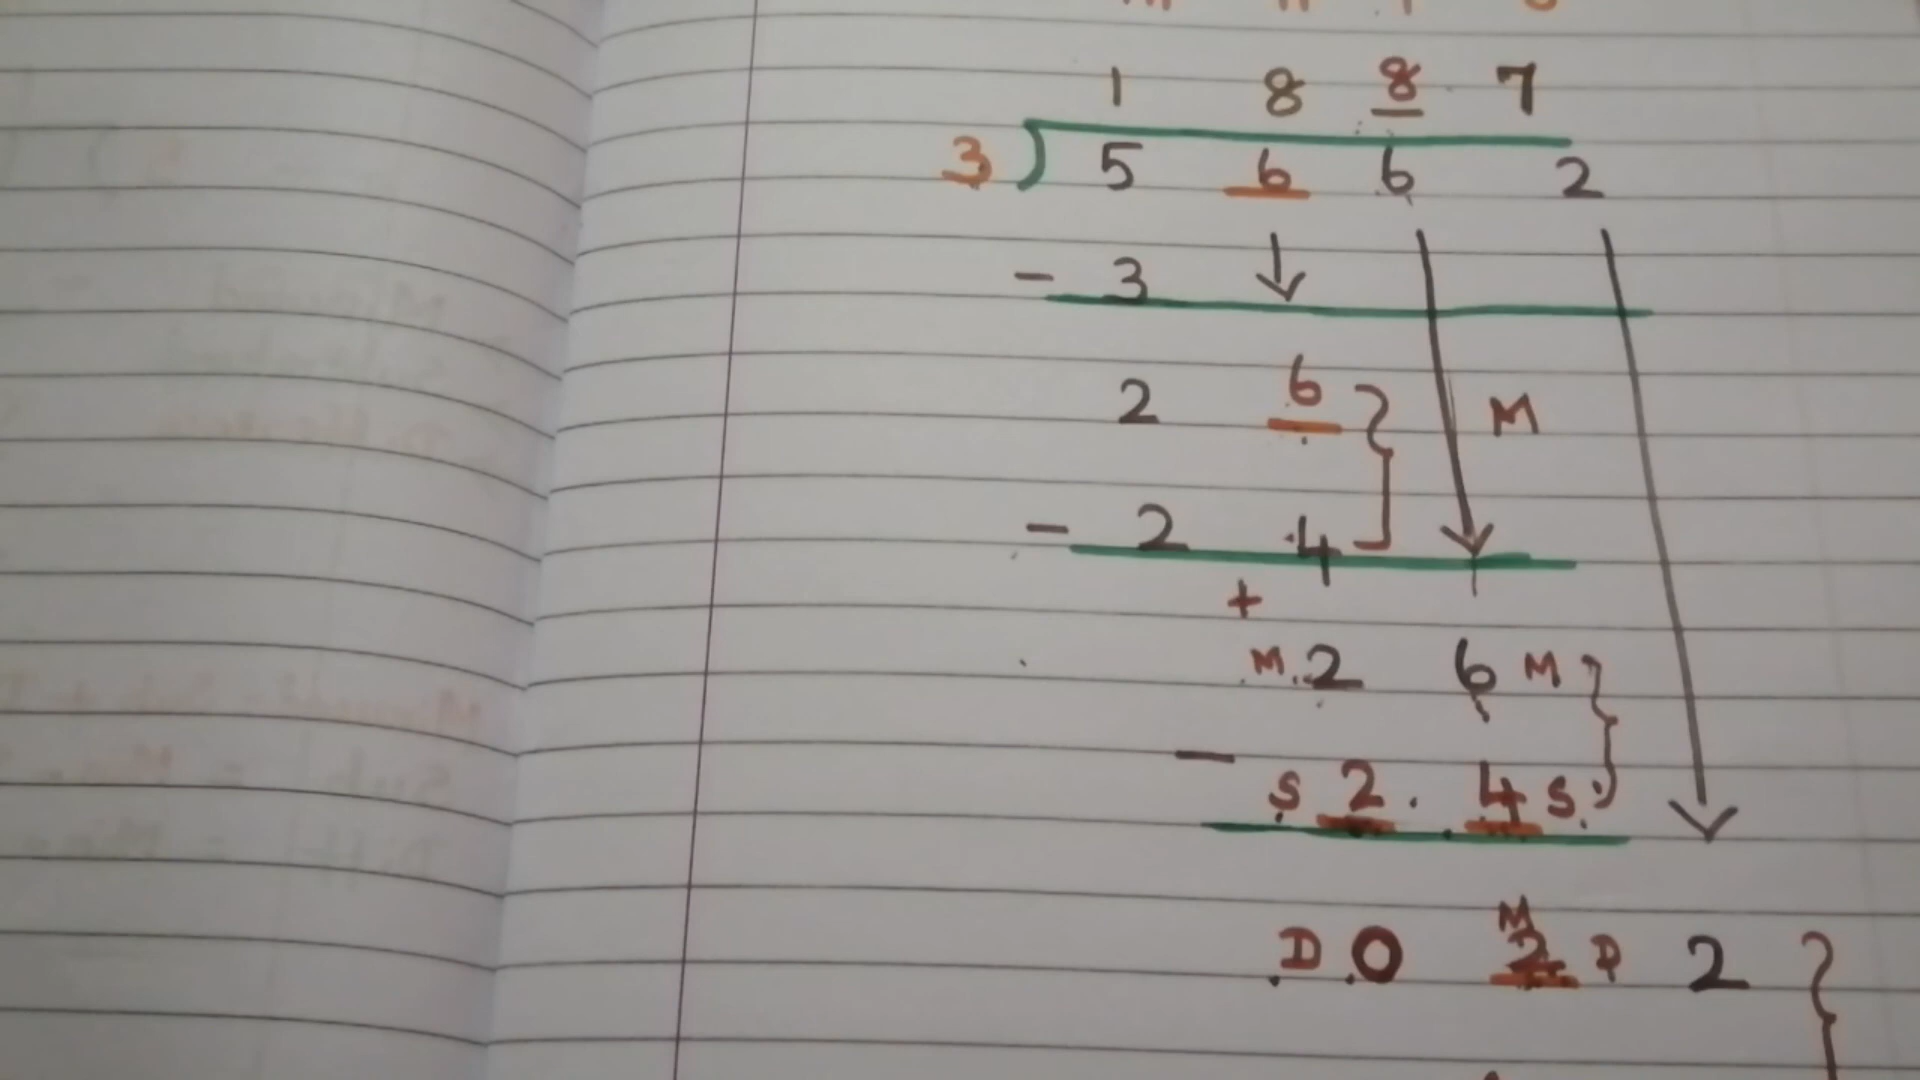 1 8 8 7
3 ) 5 6 6 2
- 3 ↓
2 6 } M
- 2 4
+
M 2 6 M }
- S 2 4 S
D 0 M 2 D 2 }